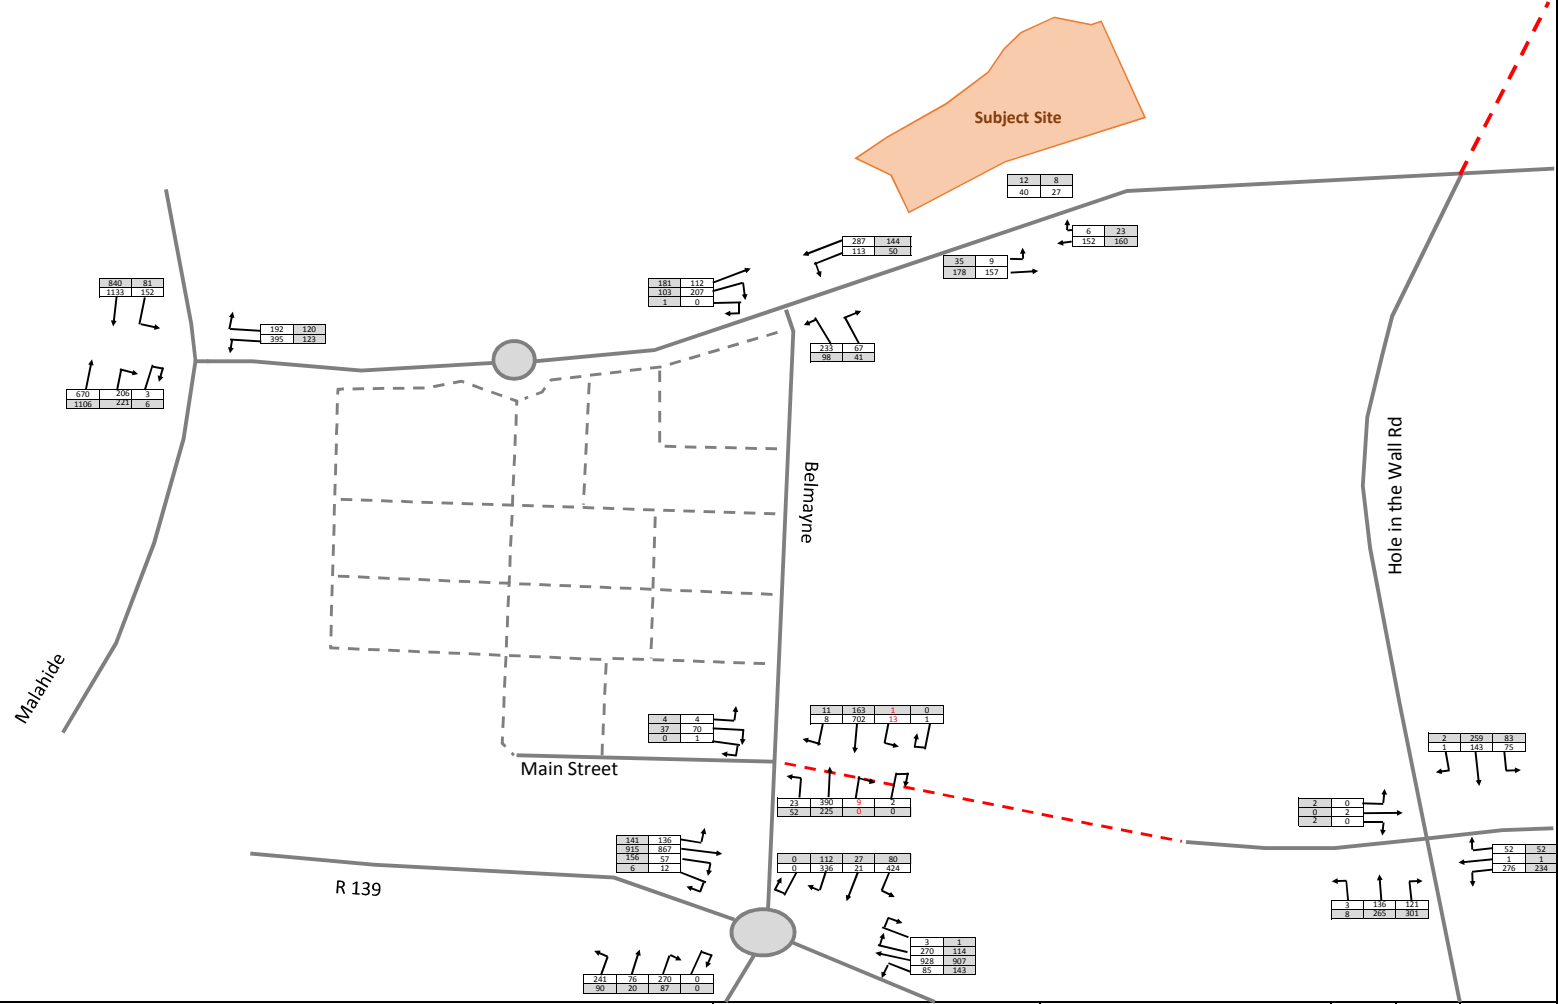 Subject Site
12 8
40 27
6 23
152 160
287 144
113 50
35 9
178 157
181 112
103 207
1 0
840 81
1133 152
192 120
395 123
233 67
98 41
670 206 3
1106 221 6
Belmayne
Hole in the Wall Rd
Malahide
11 163 1 0
8 702 13 1
4 4
37 70
0 1
2 259 83
1 143 75
Main Street
23 390 9 2
52 225 0 0
2 0
0 2
2 0
141 136
915 867
156 57
6 12
52 52
1 1
276 234
0 112 27 80
0 336 21 424
R 139
3 136 121
8 265 301
3 1
270 114
928 907
85 143
241 76 270 0
90 20 87 0